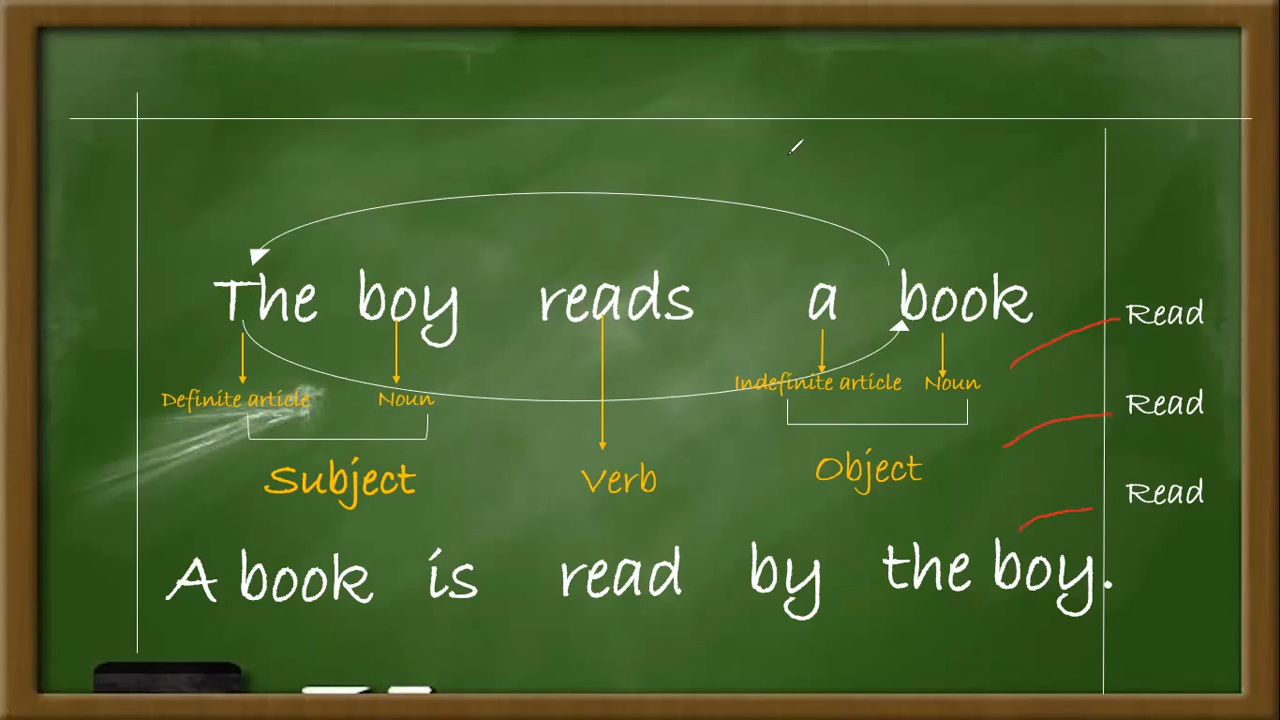 The boy reads a book
Read
Definite article Noun Indefinite article Noun
Read
Subject Verb Object
Read
A book is read by the boy.